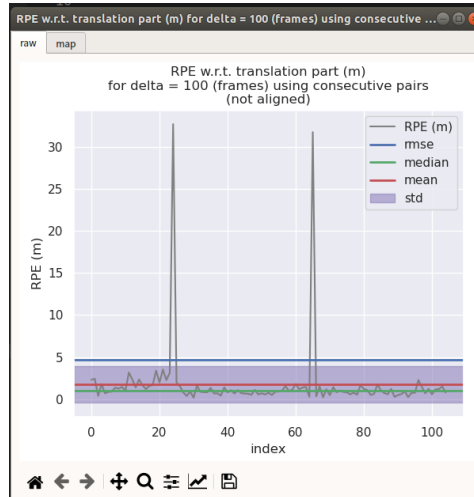 RPE w.r.t. translation part (m) for delta = 100 (frames) using consecutive ...
raw
map
RPE w.r.t. translation part (m)
for delta = 100 (frames) using consecutive pairs
(not aligned)
RPE (m)
rmse
median
mean
std
RPE (m)
30
25
20
15
10
5
0
0
20
40
60
80
100
index